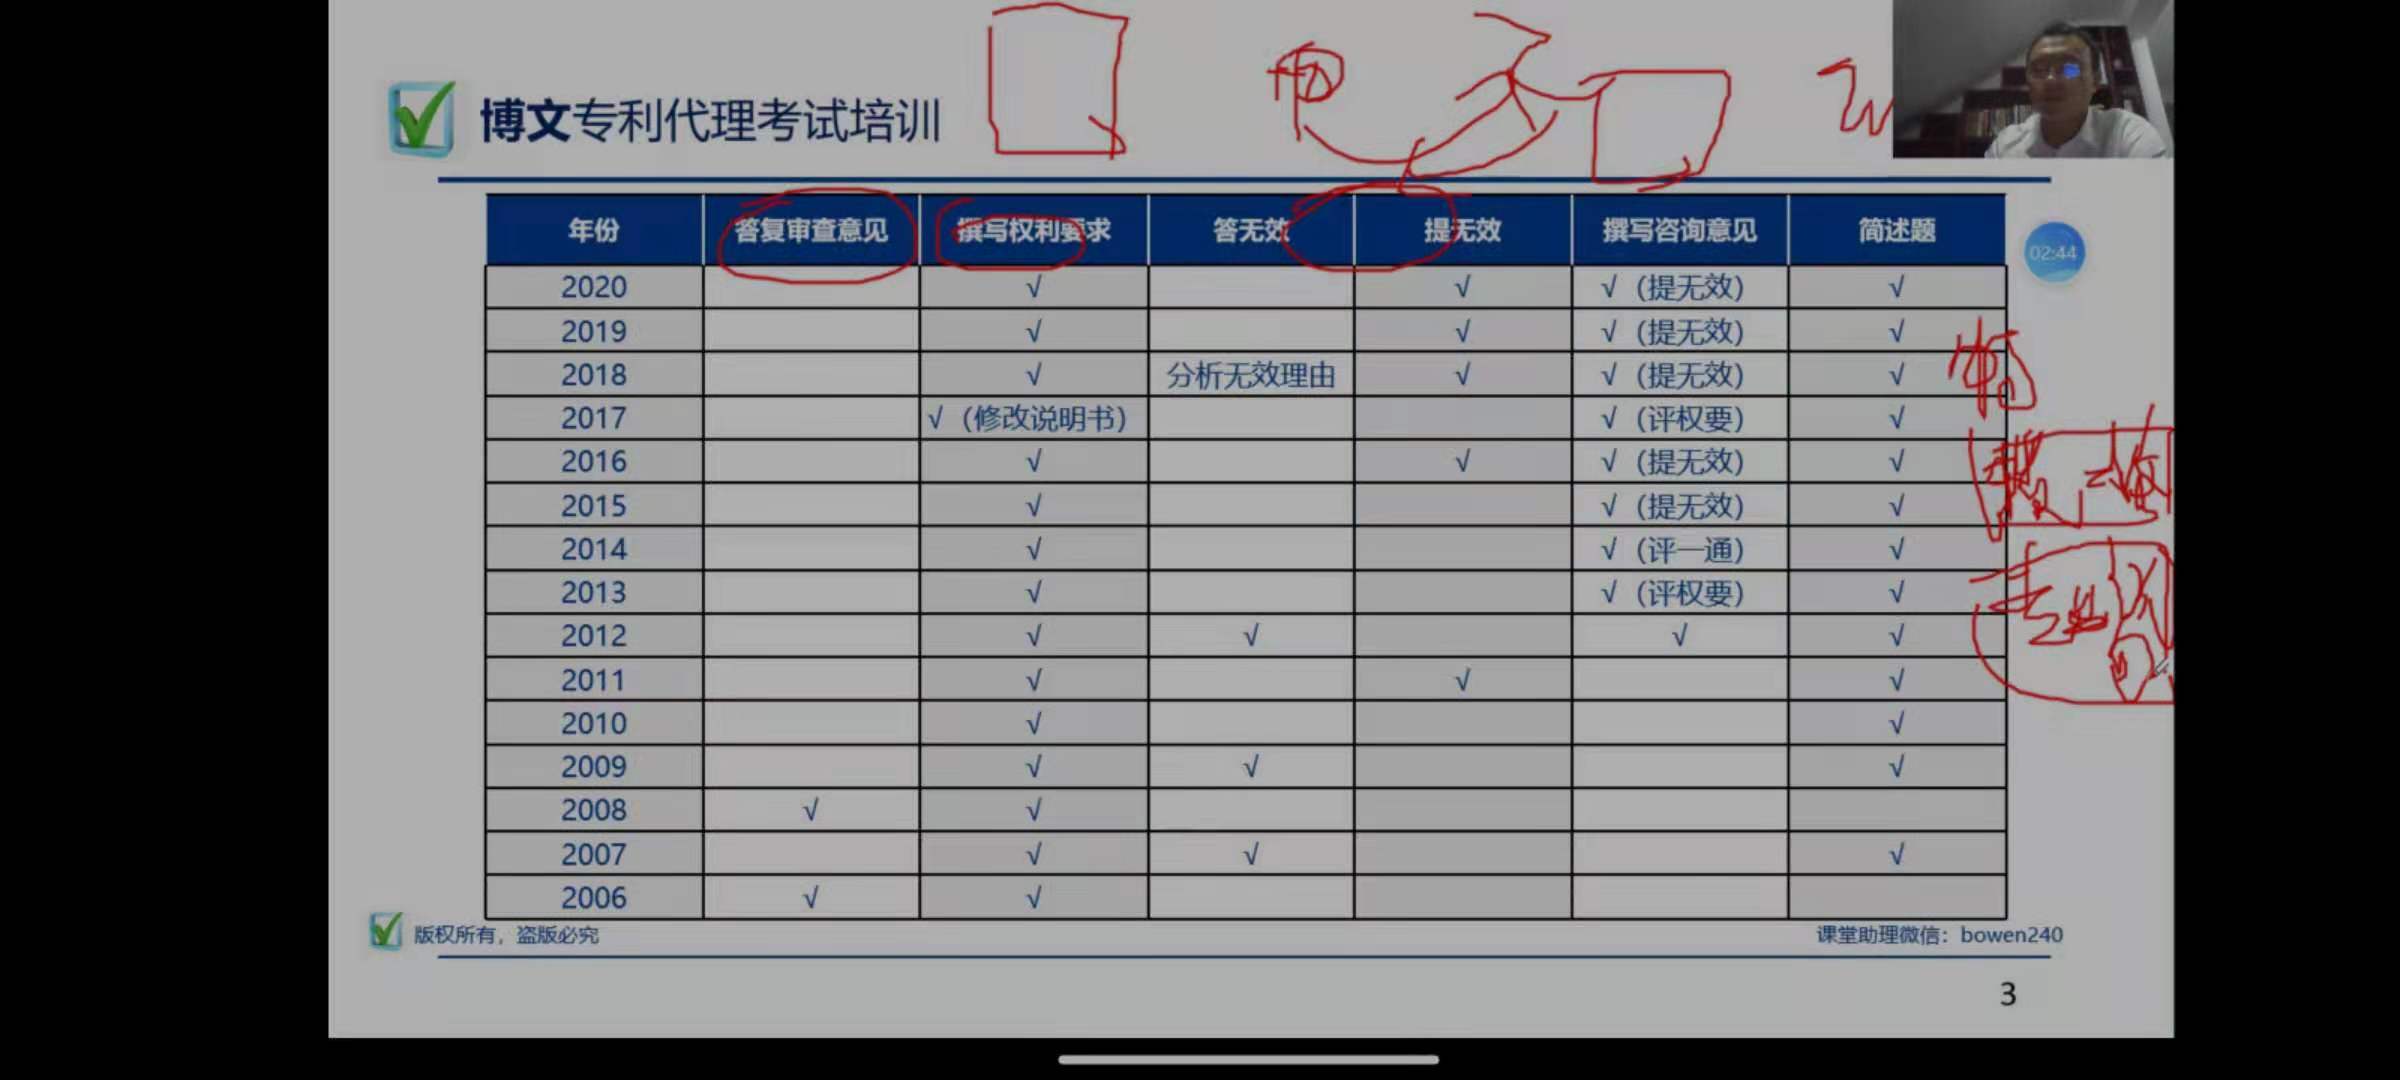 博文专利代理考试培训
年份 答复审查意见 撰写权利要求 答无效 提无效 撰写咨询意见 简述题
02:44
2020 √ √ √（提无效） √
2019 √ √ √（提无效） √
2018 √ 分析无效理由 √ √（提无效） √
2017 √（修改说明书） √（评权要） √
2016 √ √ √（提无效） √
2015 √ √（提无效） √
2014 √ √（评一通） √
2013 √ √（评权要） √
2012 √ √ √ √
2011 √ √ √
2010 √ √
2009 √ √ √
2008 √ √
2007 √ √ √
2006 √ √
版权所有，盗版必究 课堂助理微信：bowen240
3